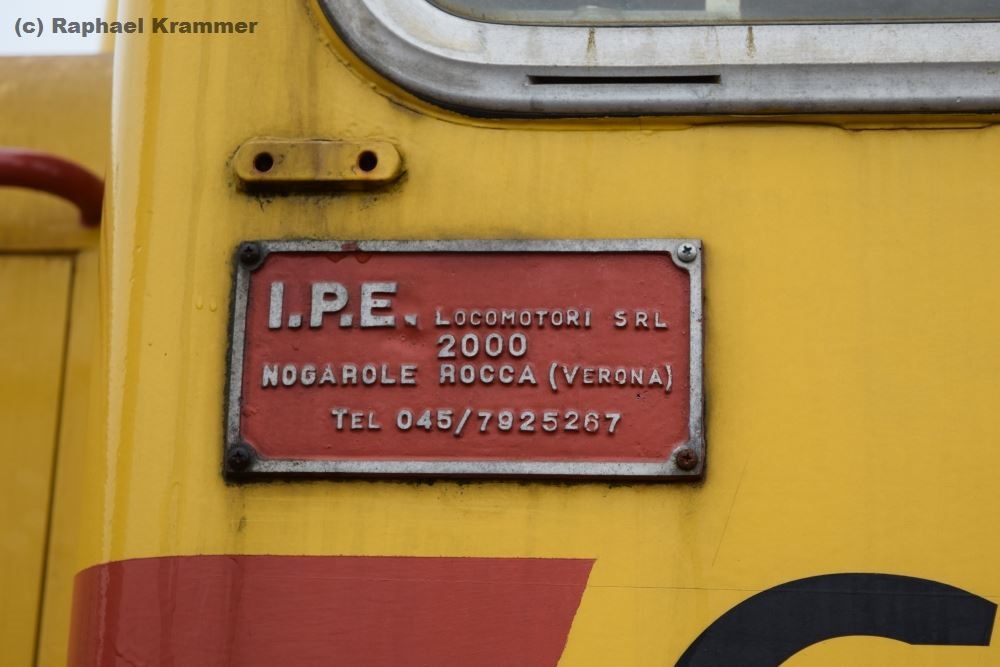 (c) Raphael Krammer
I.P.E. LOCOMOTORI SRL
2000
NOGAROLE ROCCA (VERONA)
TEL 045/7925267